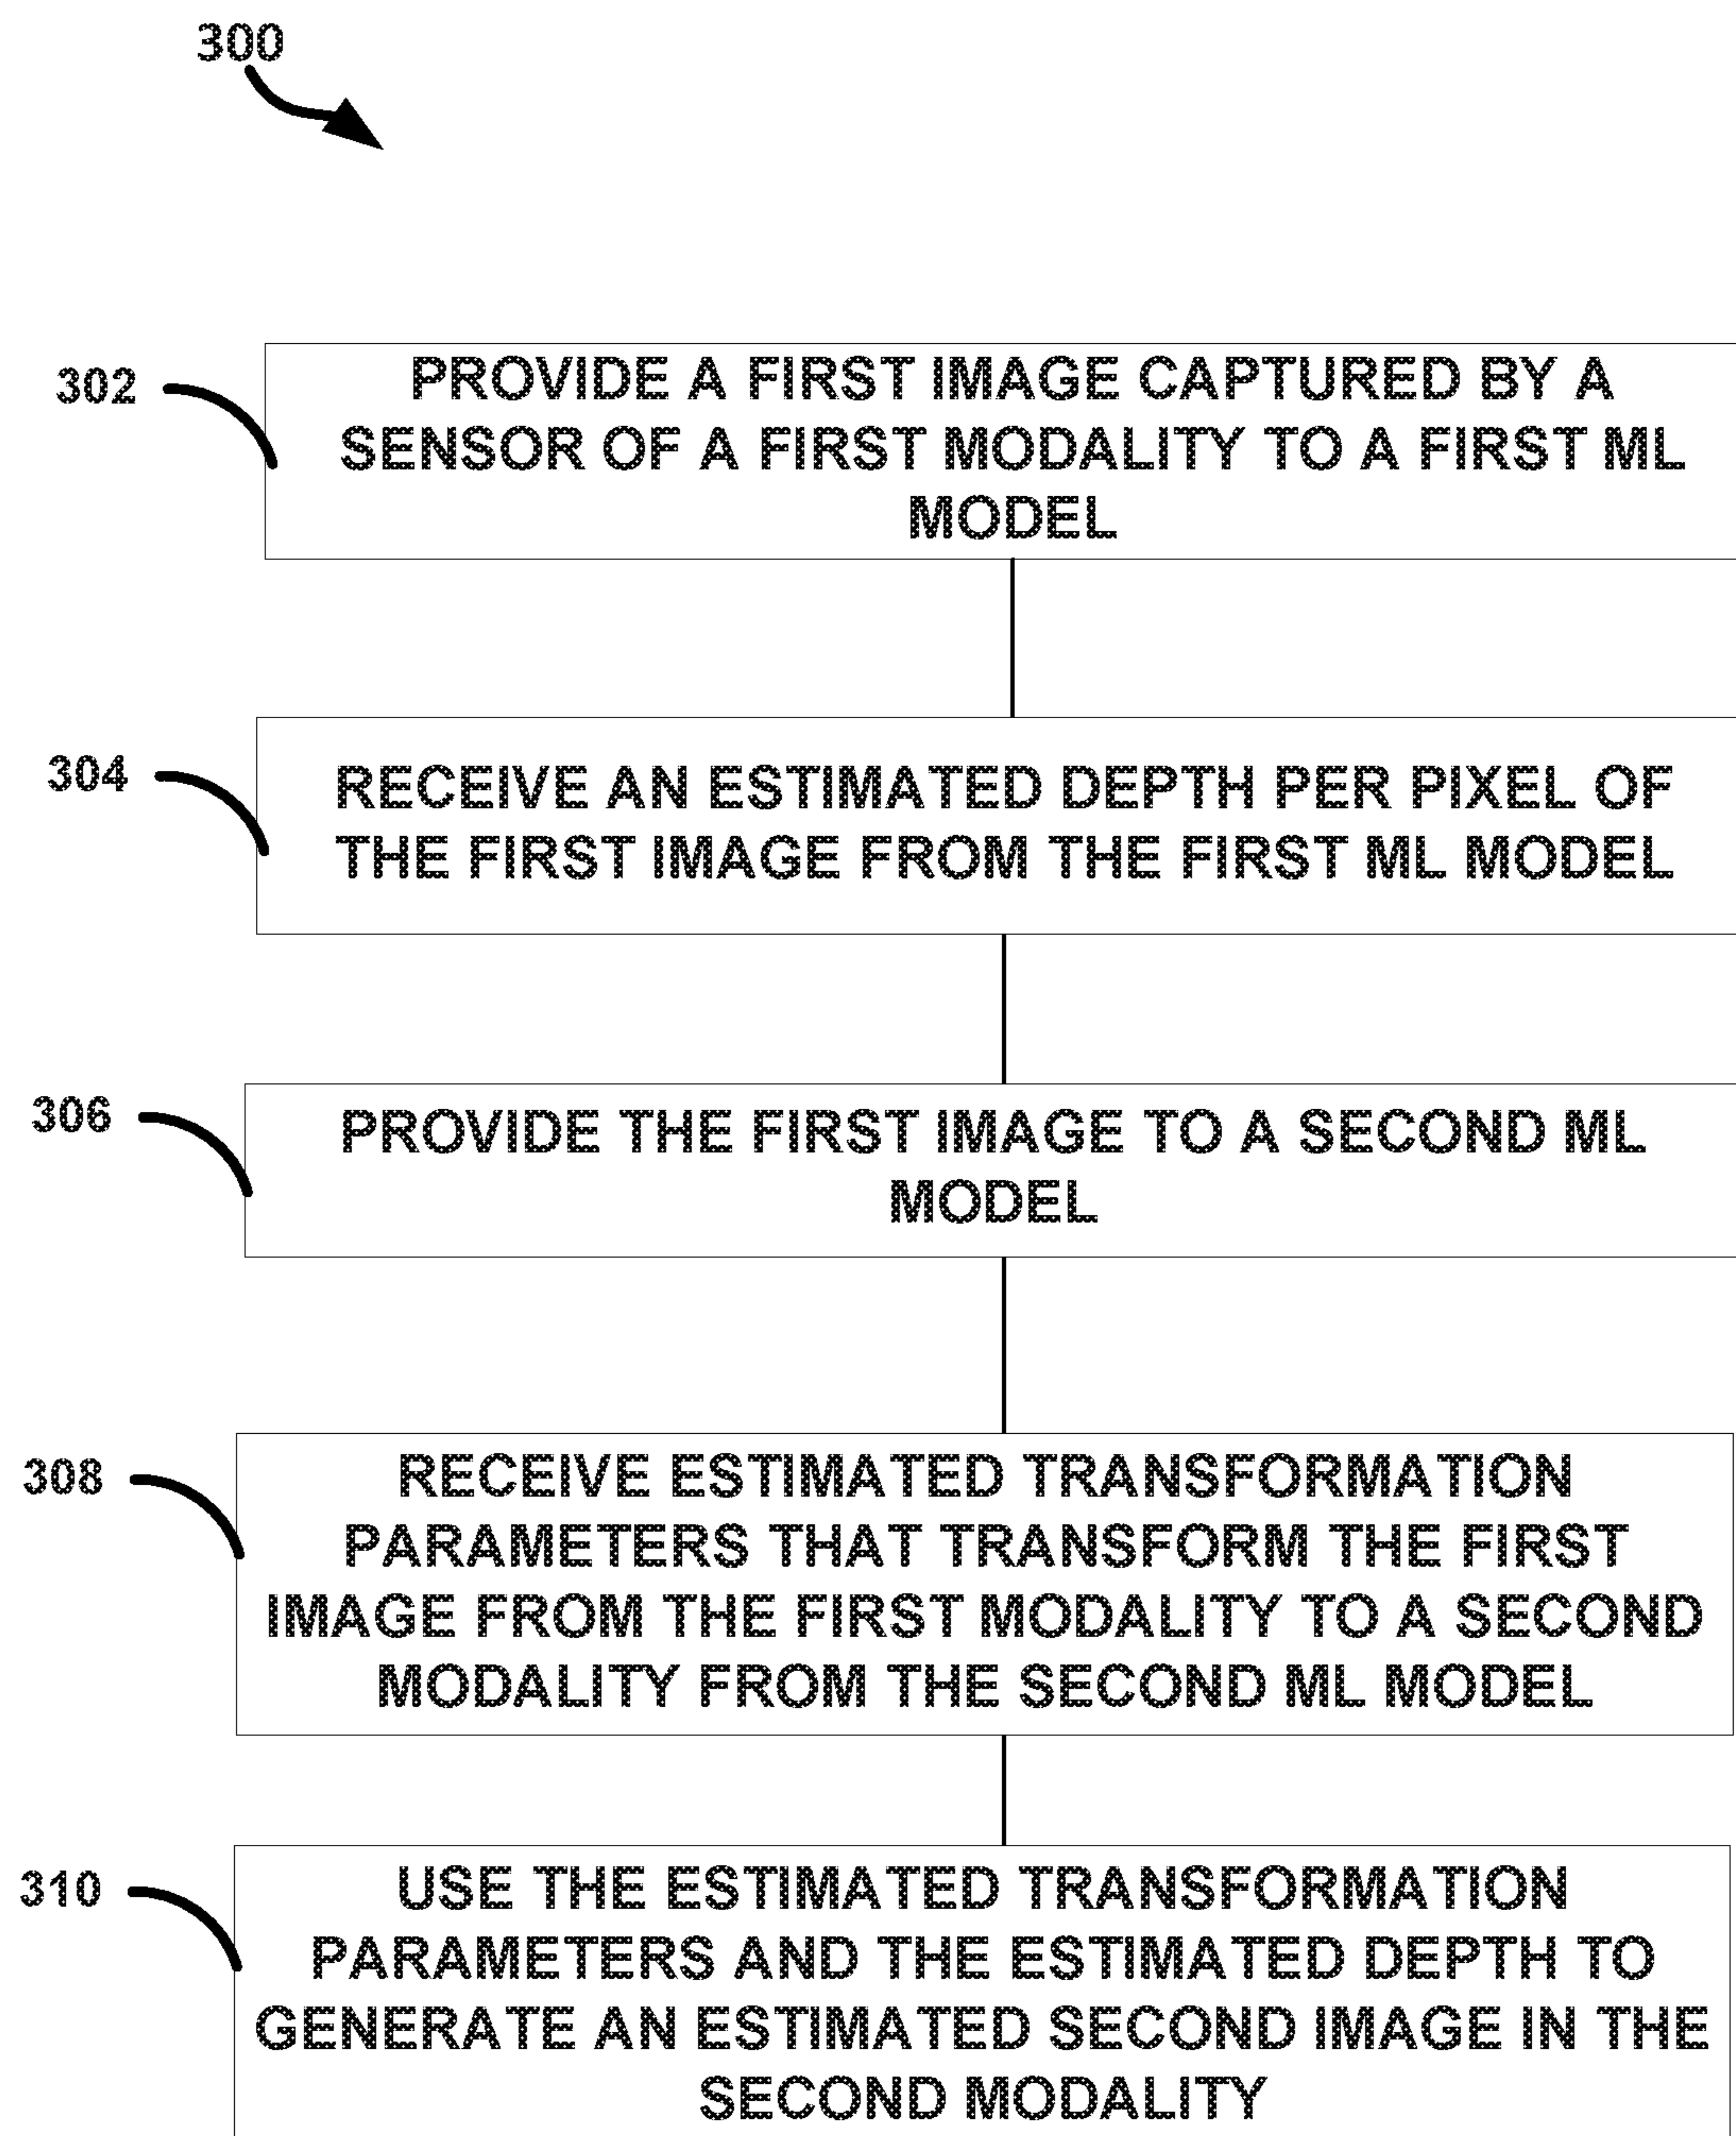 300
302
PROVIDE A FIRST IMAGE CAPTURED BY A
SENSOR OF A FIRST MODALITY TO A FIRST ML
MODEL
304
RECEIVE AN ESTIMATED DEPTH PER PIXEL OF
THE FIRST IMAGE FROM THE FIRST ML MODEL
306
PROVIDE THE FIRST IMAGE TO A SECOND ML
MODEL
308
RECEIVE ESTIMATED TRANSFORMATION
PARAMETERS THAT TRANSFORM THE FIRST
IMAGE FROM THE FIRST MODALITY TO A SECOND
MODALITY FROM THE SECOND ML MODEL
310
USE THE ESTIMATED TRANSFORMATION
PARAMETERS AND THE ESTIMATED DEPTH TO
GENERATE AN ESTIMATED SECOND IMAGE IN THE
SECOND MODALITY